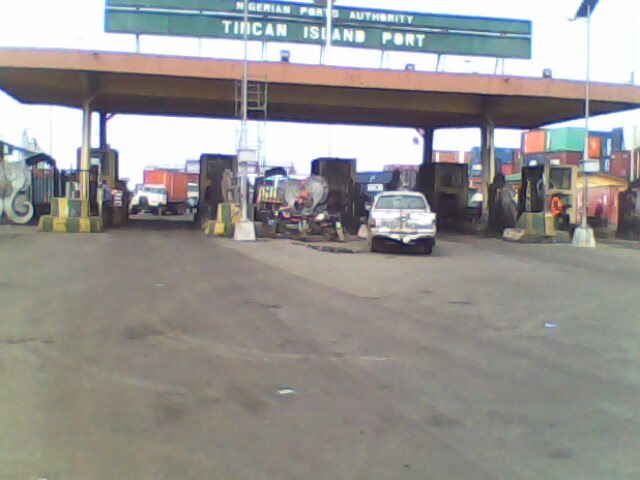 NIGERIAN PORTS AUTHORITY
TINCAN ISLAND PORT